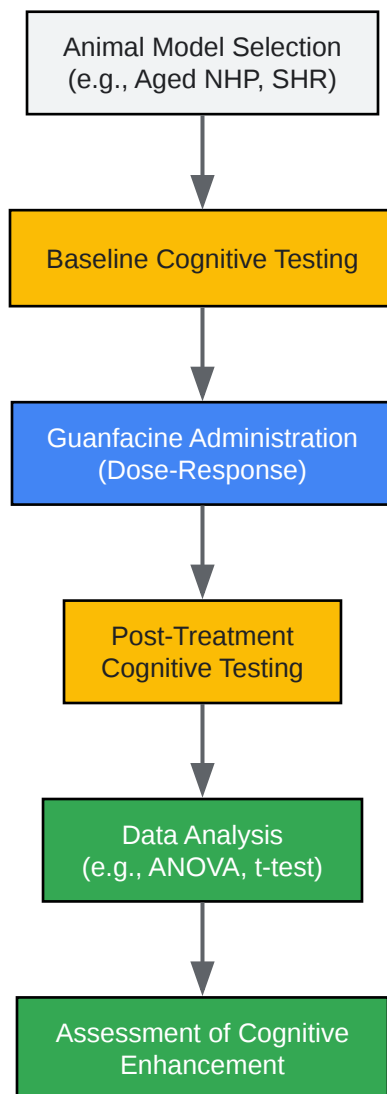 Animal Model Selection
(e.g., Aged NHP, SHR)
Baseline Cognitive Testing
Guanfacine Administration
(Dose-Response)
Post-Treatment
Cognitive Testing
Data Analysis
(e.g., ANOVA, t-test)
Assessment of Cognitive
Enhancement